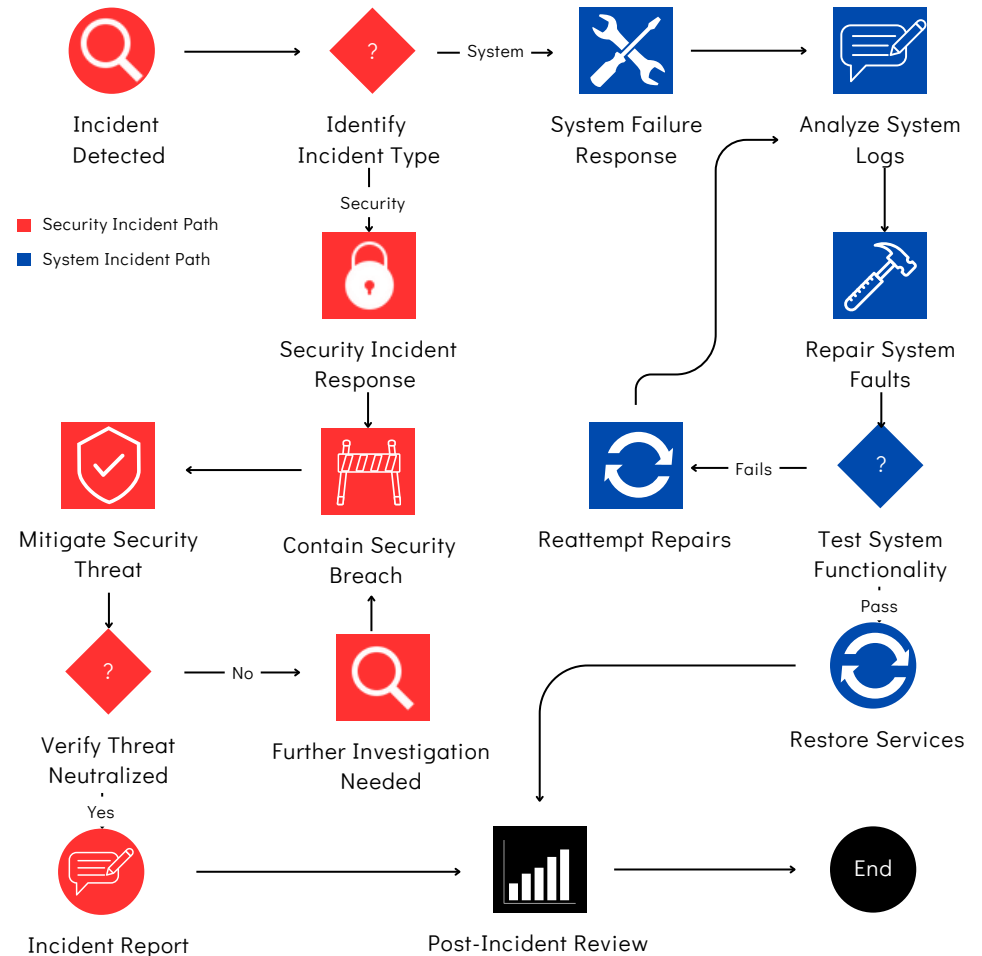 ?
System
Incident
Detected
Identify
Incident Type
System Failure
Response
Analyze System
Logs
Security
Security Incident Path
System Incident Path
Security Incident
Response
Repair System
Faults
?
Fails
Mitigate Security
Threat
Contain Security
Breach
Reattempt Repairs
Test System
Functionality
Pass
?
No
Verify Threat
Neutralized
Further Investigation
Needed
Restore Services
Yes
End
Incident Report
Post-Incident Review